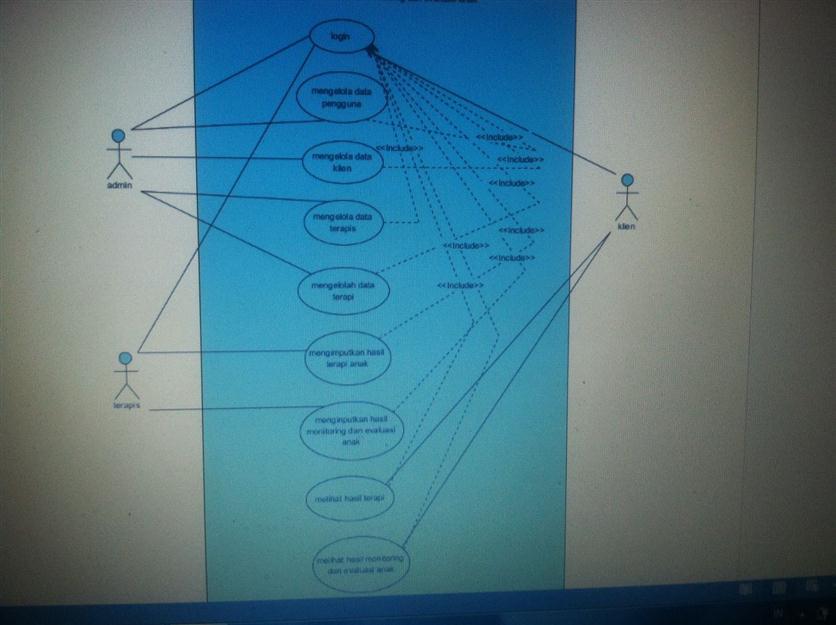 login
mengelola data
pengguna
<<Include>>
<<Include>>
mengelola data
klien
<<Include>>
admin
<<Include>>
klien
mengelola data
terapis
<<Include>>
<<Include>>
<<Include>>
mengelolah data
terapi
<<Include>>
mengimputkan hasil
terapi anak
terapis
menginputkan hasil
monitoring dan evaluasi
anak
melihat hasil terapi
melihat hasil monitoring
dan evaluasi anak
IN